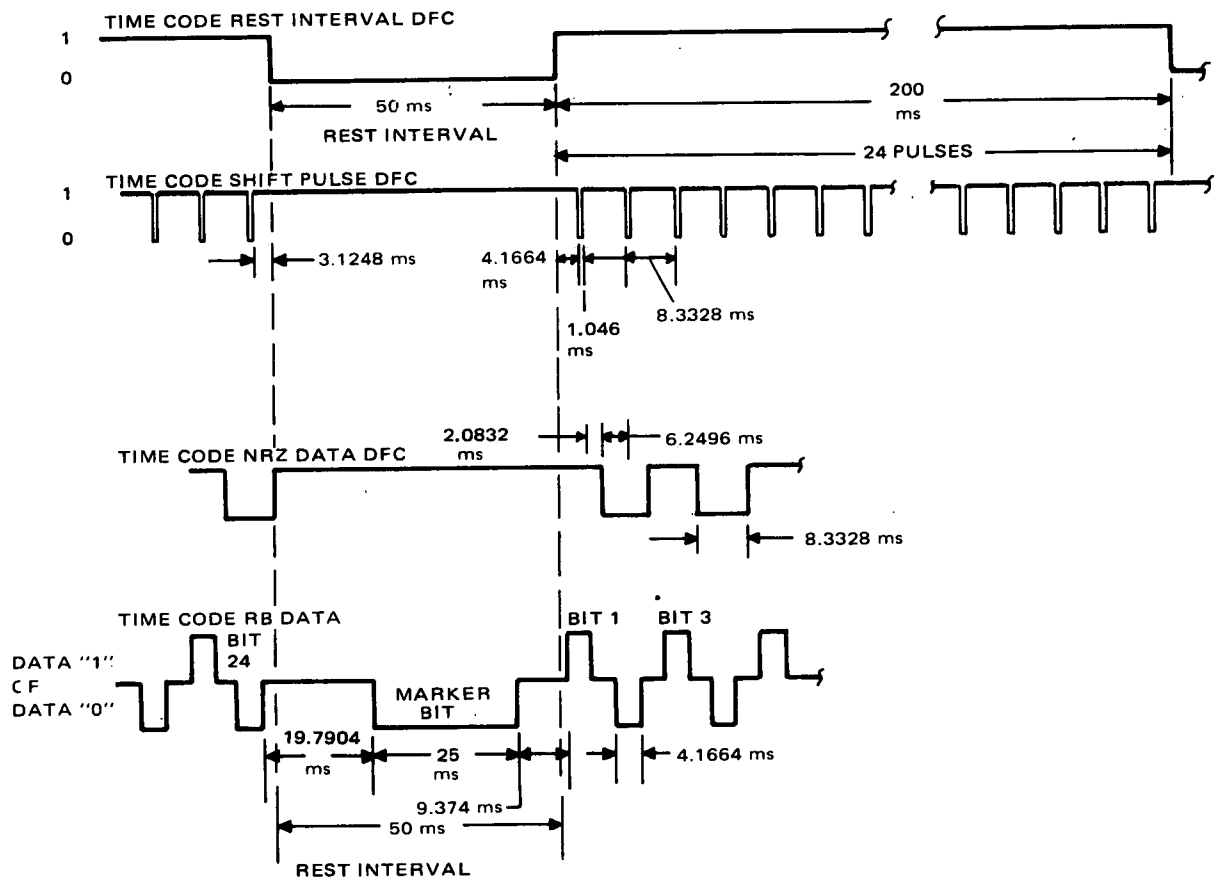 TIME CODE REST INTERVAL DFC
1
0
50 ms
200
ms
REST INTERVAL
24 PULSES
TIME CODE SHIFT PULSE DFC
1
0
3.1248 ms
4.1664
ms
8.3328 ms
1.046
ms
2.0832
ms
6.2496 ms
TIME CODE NRZ DATA DFC
8.3328 ms
TIME CODE RB DATA
BIT 1
BIT 3
BIT
24
DATA "1"
CF
DATA "0"
MARKER
BIT
19.7904
ms
25
ms
4.1664 ms
9.374 ms
50 ms
REST INTERVAL